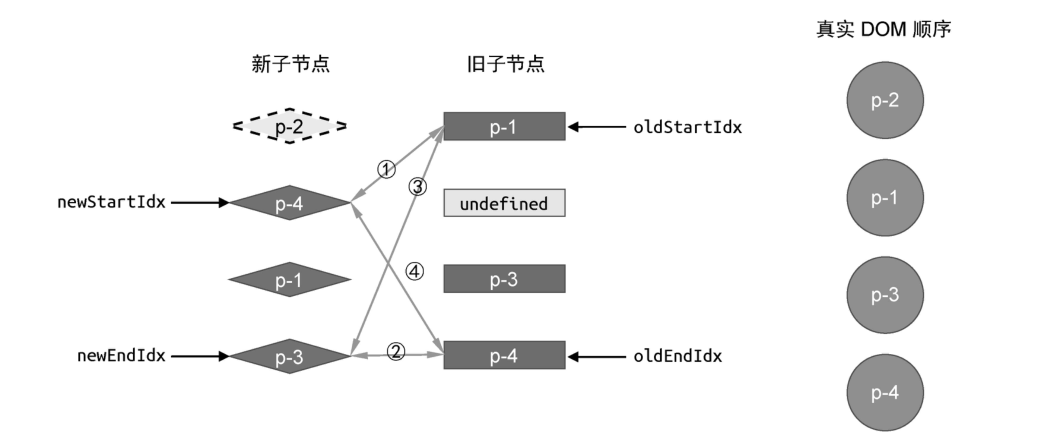 真实 DOM 顺序
新子节点
旧子节点
p-2
p-2
p-1
oldStartIdx
①
③
p-1
newStartIdx
p-4
undefined
④
p-1
p-3
p-3
newEndIdx
p-3
②
p-4
oldEndIdx
p-4